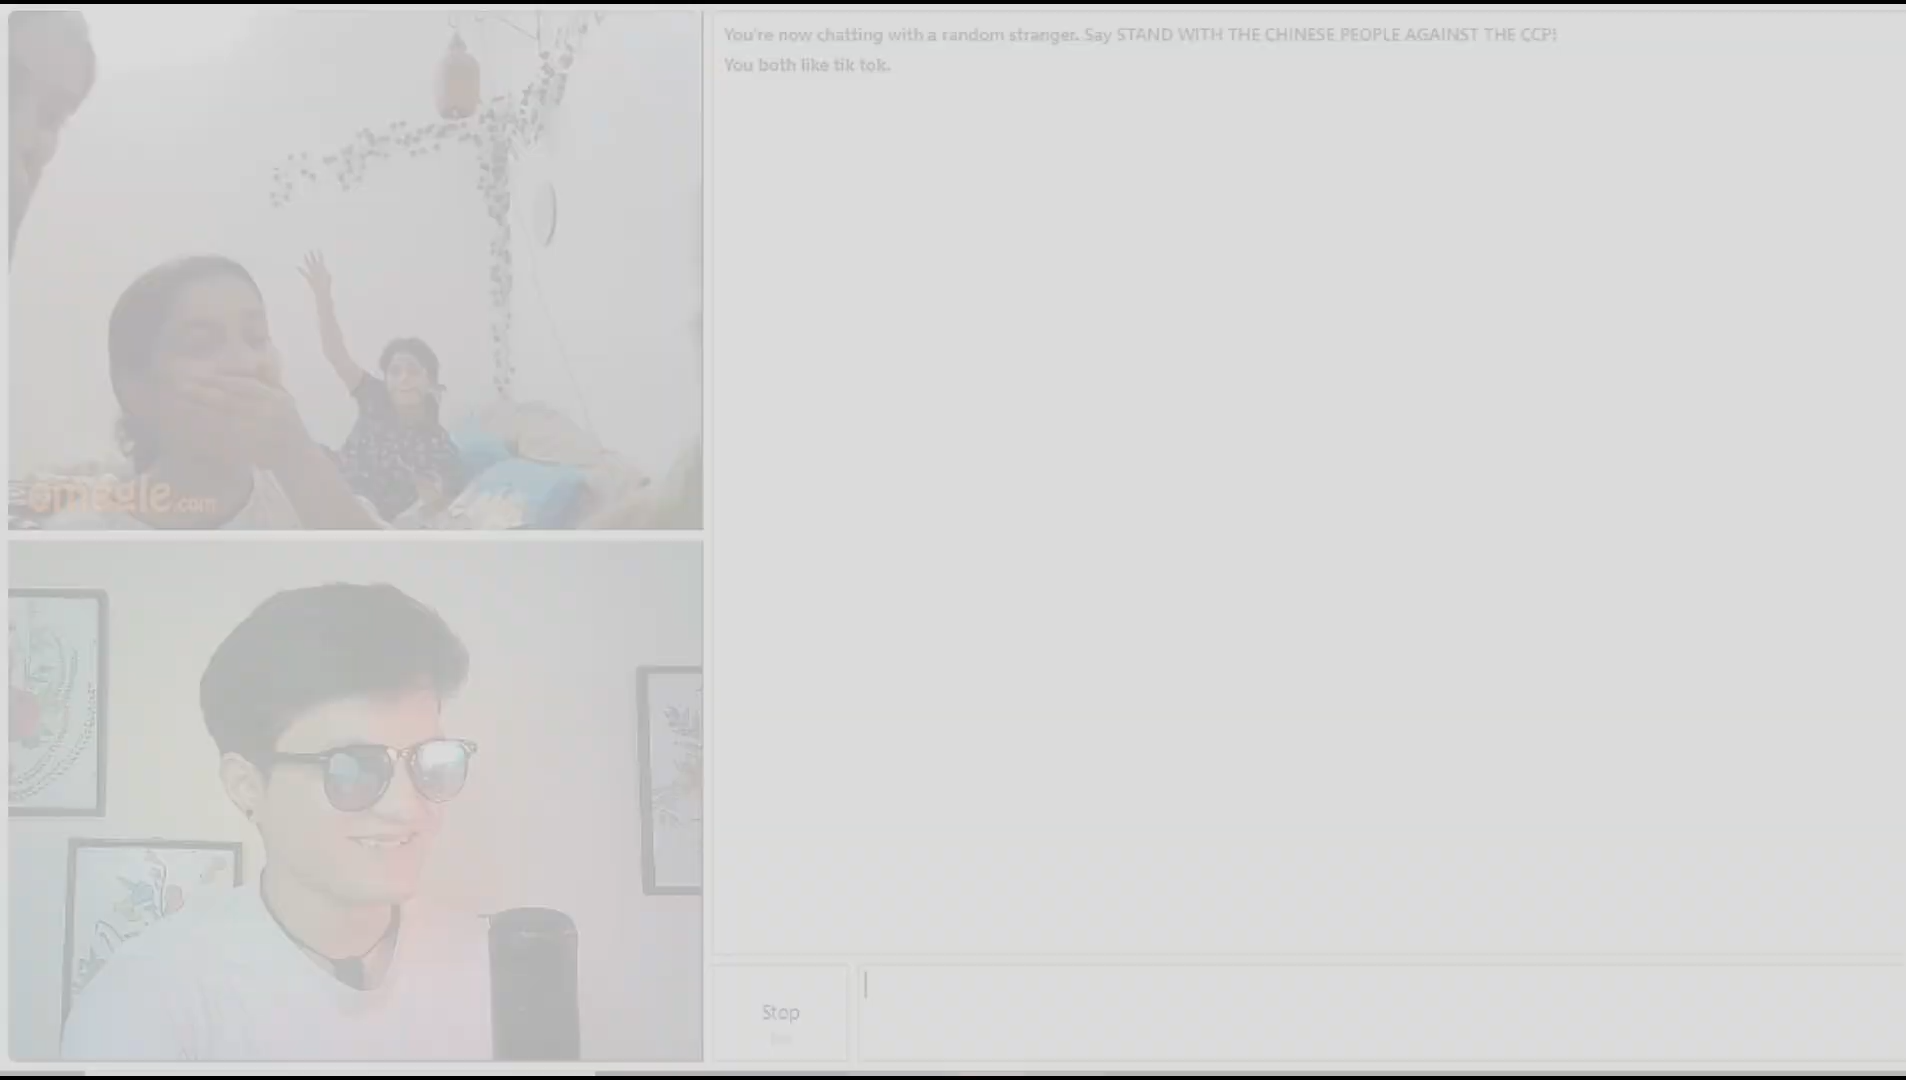 You're now chatting with a random stranger. Say STAND WITH THE CHINESE PEOPLE AGAINST THE CCP!
You both like tik tok.
omegle.com
Stop